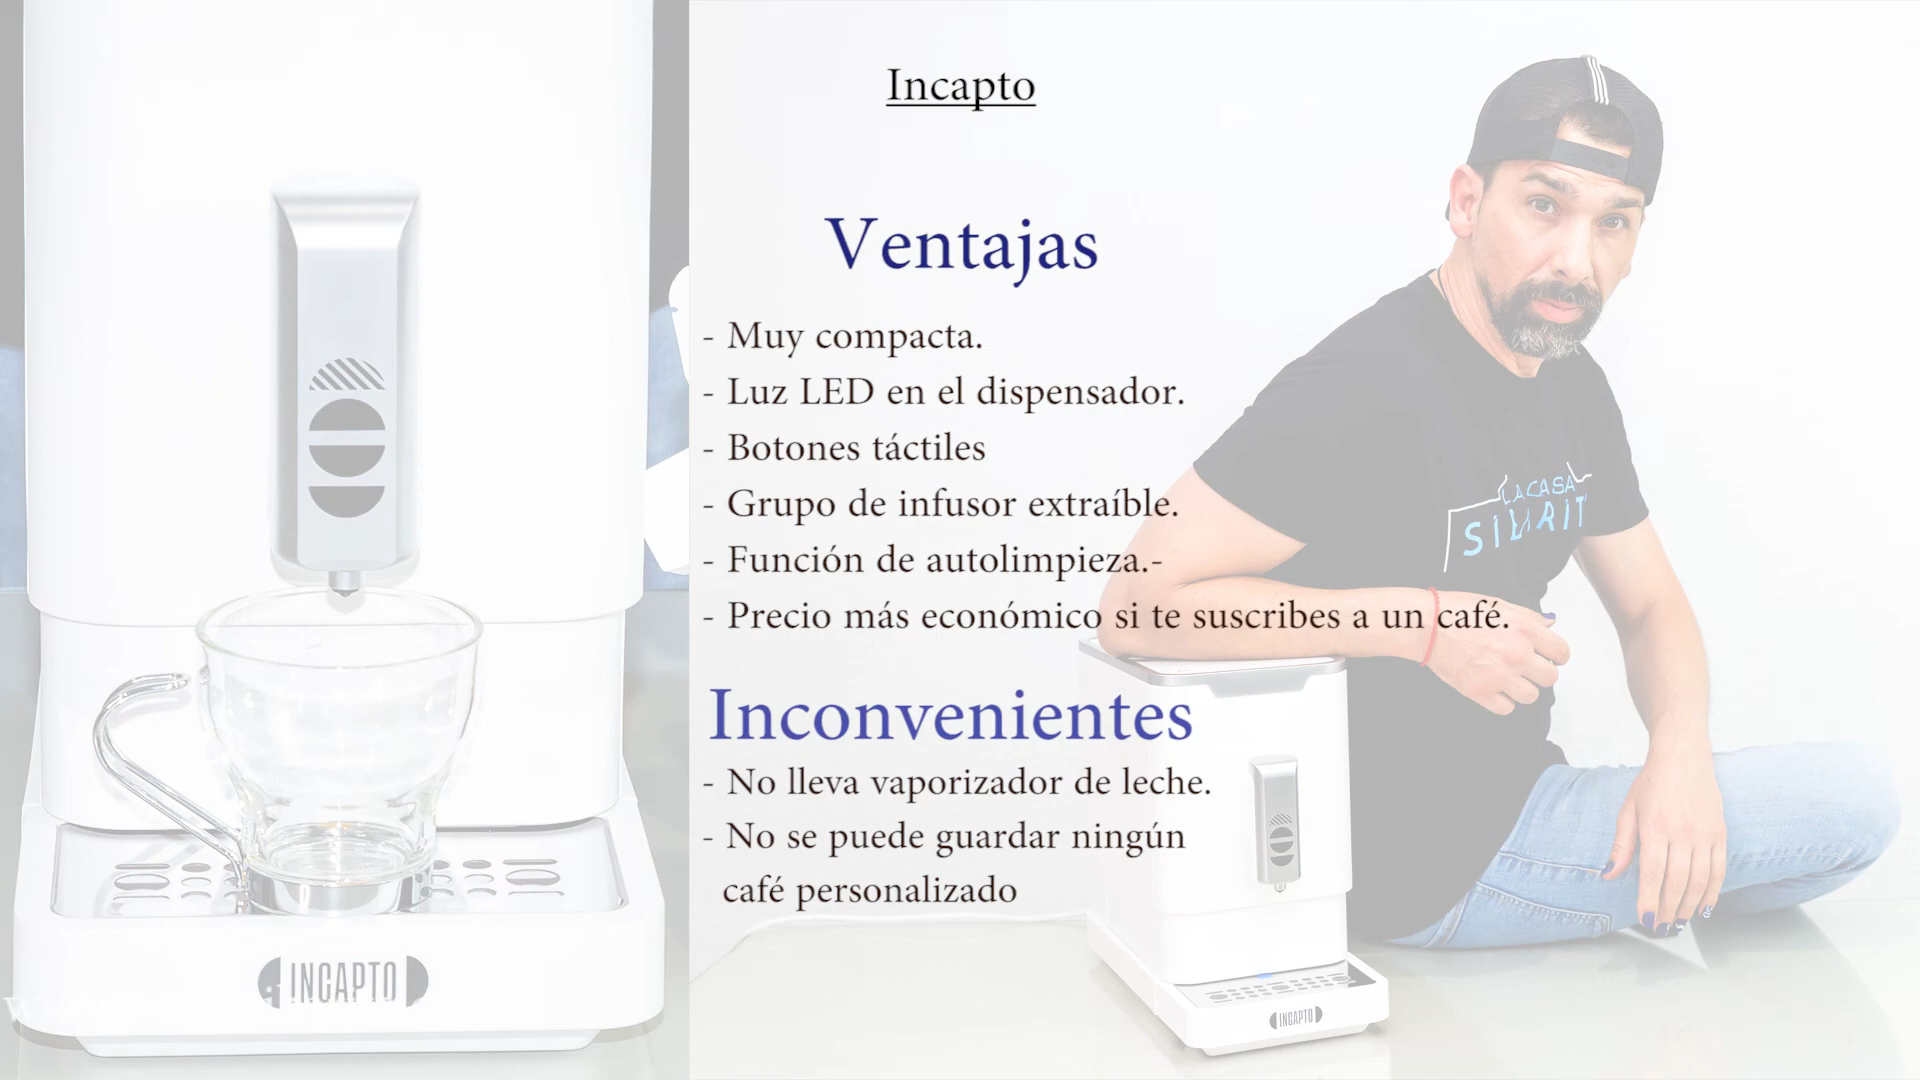 Incapto
Ventajas
- Muy compacta.
- Luz LED en el dispensador.
- Botones táctiles
- Grupo de infusor extraíble.
- Función de autolimpieza.-
- Precio más económico si te suscribes a un café.
Inconvenientes
- No lleva vaporizador de leche.
- No se puede guardar ningún
café personalizado
INCAPTO
LA CASA
INCAPTO